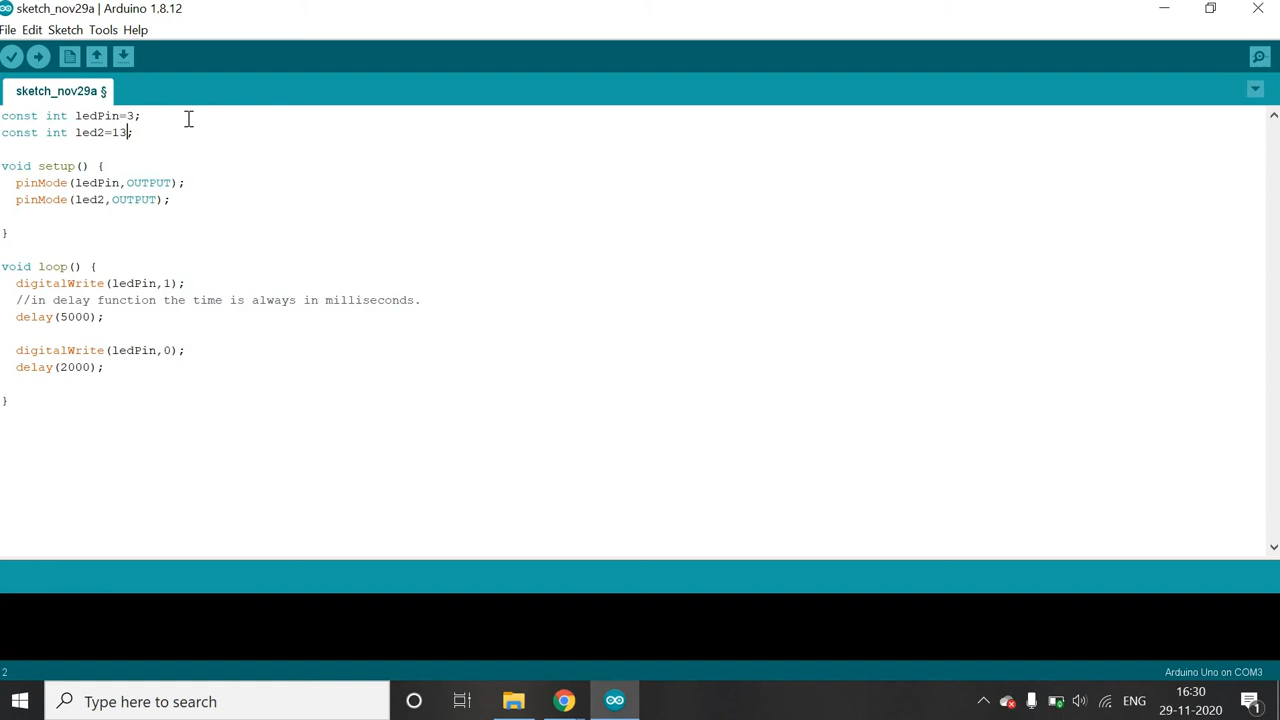 sketch_nov29a | Arduino 1.8.12
File Edit Sketch Tools Help
sketch_nov29a §
const int ledPin=3;
const int led2=13;
void setup() {
pinMode(ledPin,OUTPUT);
pinMode(led2,OUTPUT);
}
void loop() {
digitalWrite(ledPin,1);
//in delay function the time is always in milliseconds.
delay(5000);
digitalWrite(ledPin,0);
delay(2000);
}
2
Arduino Uno on COM3
Type here to search
ENG
16:30
29-11-2020
1